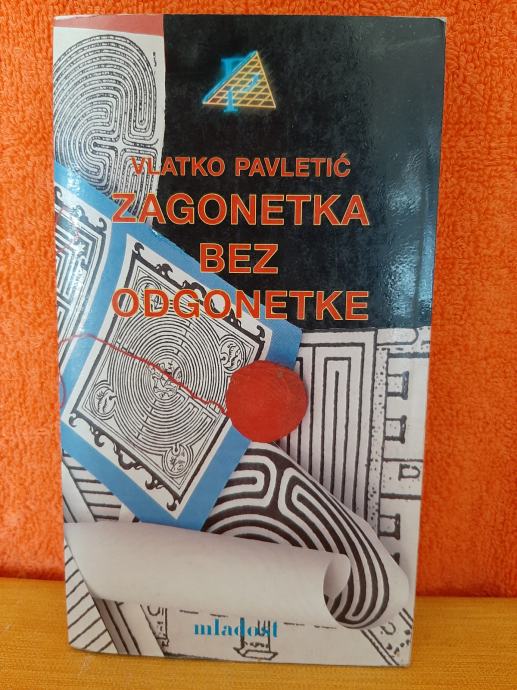 VLATKO PAVLETIĆ
ZAGONETKA
BEZ
ODGONETKE
mladost